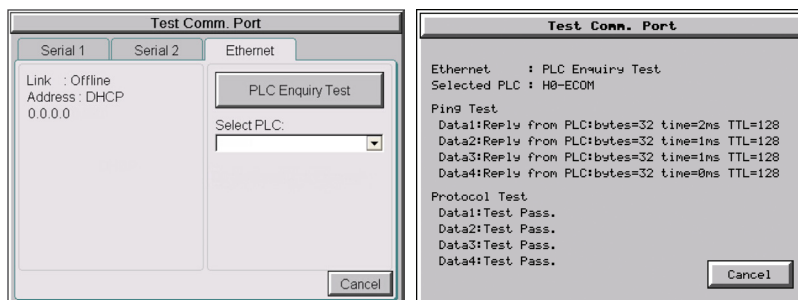 Test Comm. Port
Serial 1
Serial 2
Ethernet
Link : Offline
Address : DHCP
0.0.0.0
PLC Enquiry Test
Select PLC:
Cancel
Test Comm. Port
Ethernet : PLC Enquiry Test
Selected PLC : H0-ECOM
Ping Test
Data1:Reply from PLC:bytes=32 time=2ms TTL=128
Data2:Reply from PLC:bytes=32 time=1ms TTL=128
Data3:Reply from PLC:bytes=32 time=1ms TTL=128
Data4:Reply from PLC:bytes=32 time=0ms TTL=128
Protocol Test
Data1:Test Pass.
Data2:Test Pass.
Data3:Test Pass.
Data4:Test Pass.
Cancel